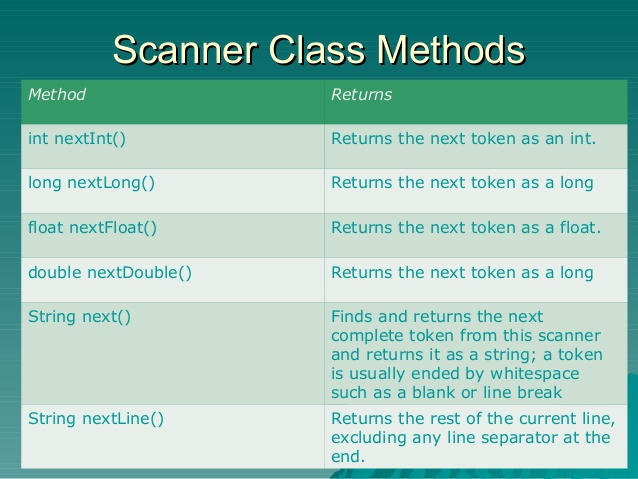 Scanner Class Methods
Method Returns
int nextInt() Returns the next token as an int.
long nextLong() Returns the next token as a long
float nextFloat() Returns the next token as a float.
double nextDouble() Returns the next token as a long
String next() Finds and returns the next
complete token from this scanner
and returns it as a string; a token
is usually ended by whitespace
such as a blank or line break
String nextLine() Returns the rest of the current line,
excluding any line separator at the
end.